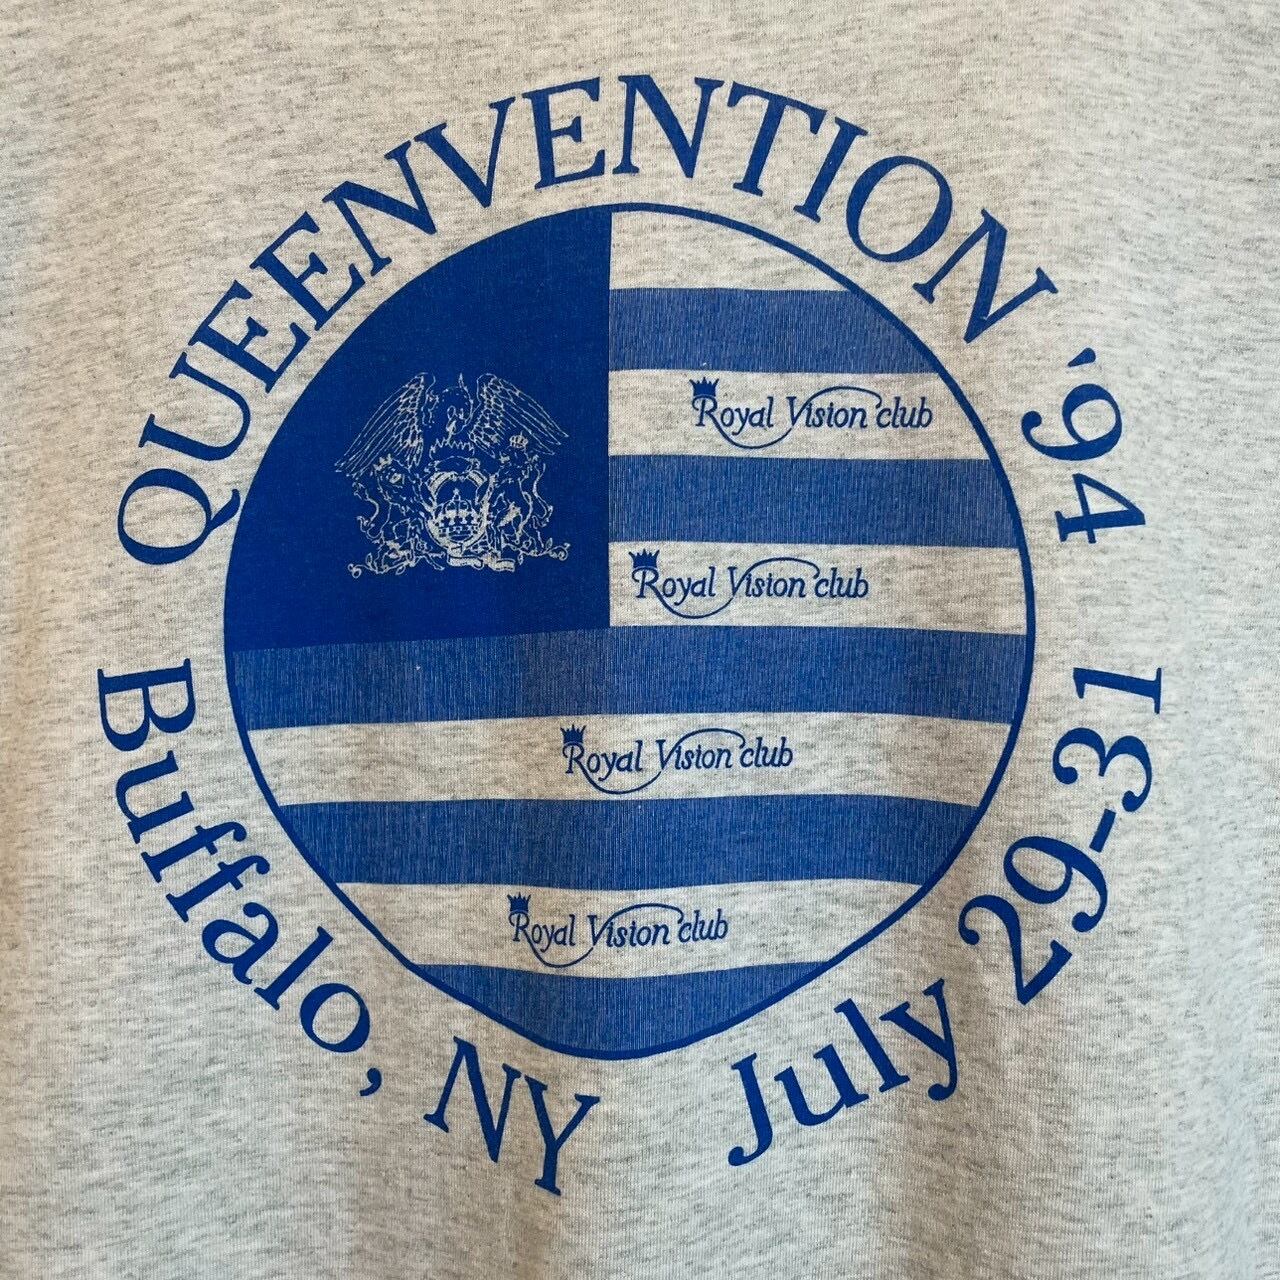 QUEENVENTION '94
Royal Vision club
Royal Vision club
Royal Vision club
Royal Vision club
Buffalo, NY
July 29-31